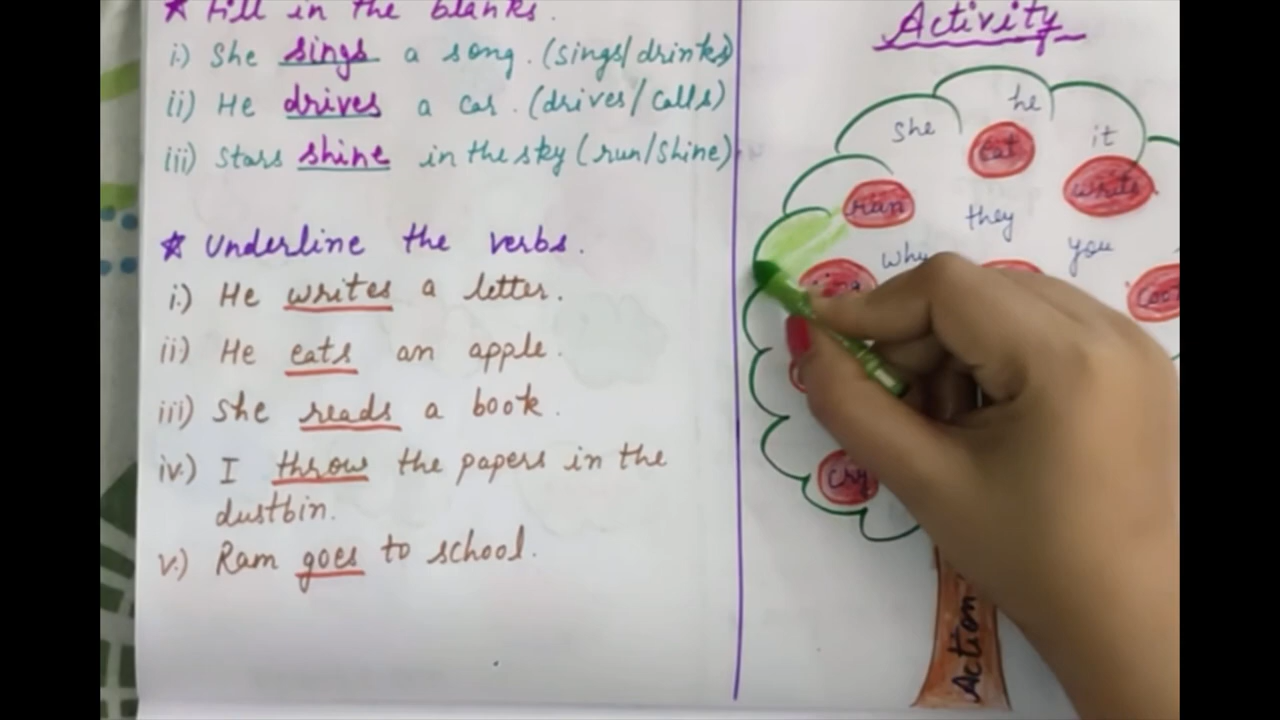 ★ Fill in the blanks.
i.) She sings a song. (sings/drinks)
ii) He drives a car. (drives/calls)
iii) Stars shine in the sky (run/shine)
★ Underline the verbs.
i.) He writes a letter.
ii) He eats an apple.
iii) She reads a book.
iv.) I throw the papers in the
dustbin.
v.) Ram goes to school.
Activity
he
she
it
eat
write
ran
they
you
cry
Action